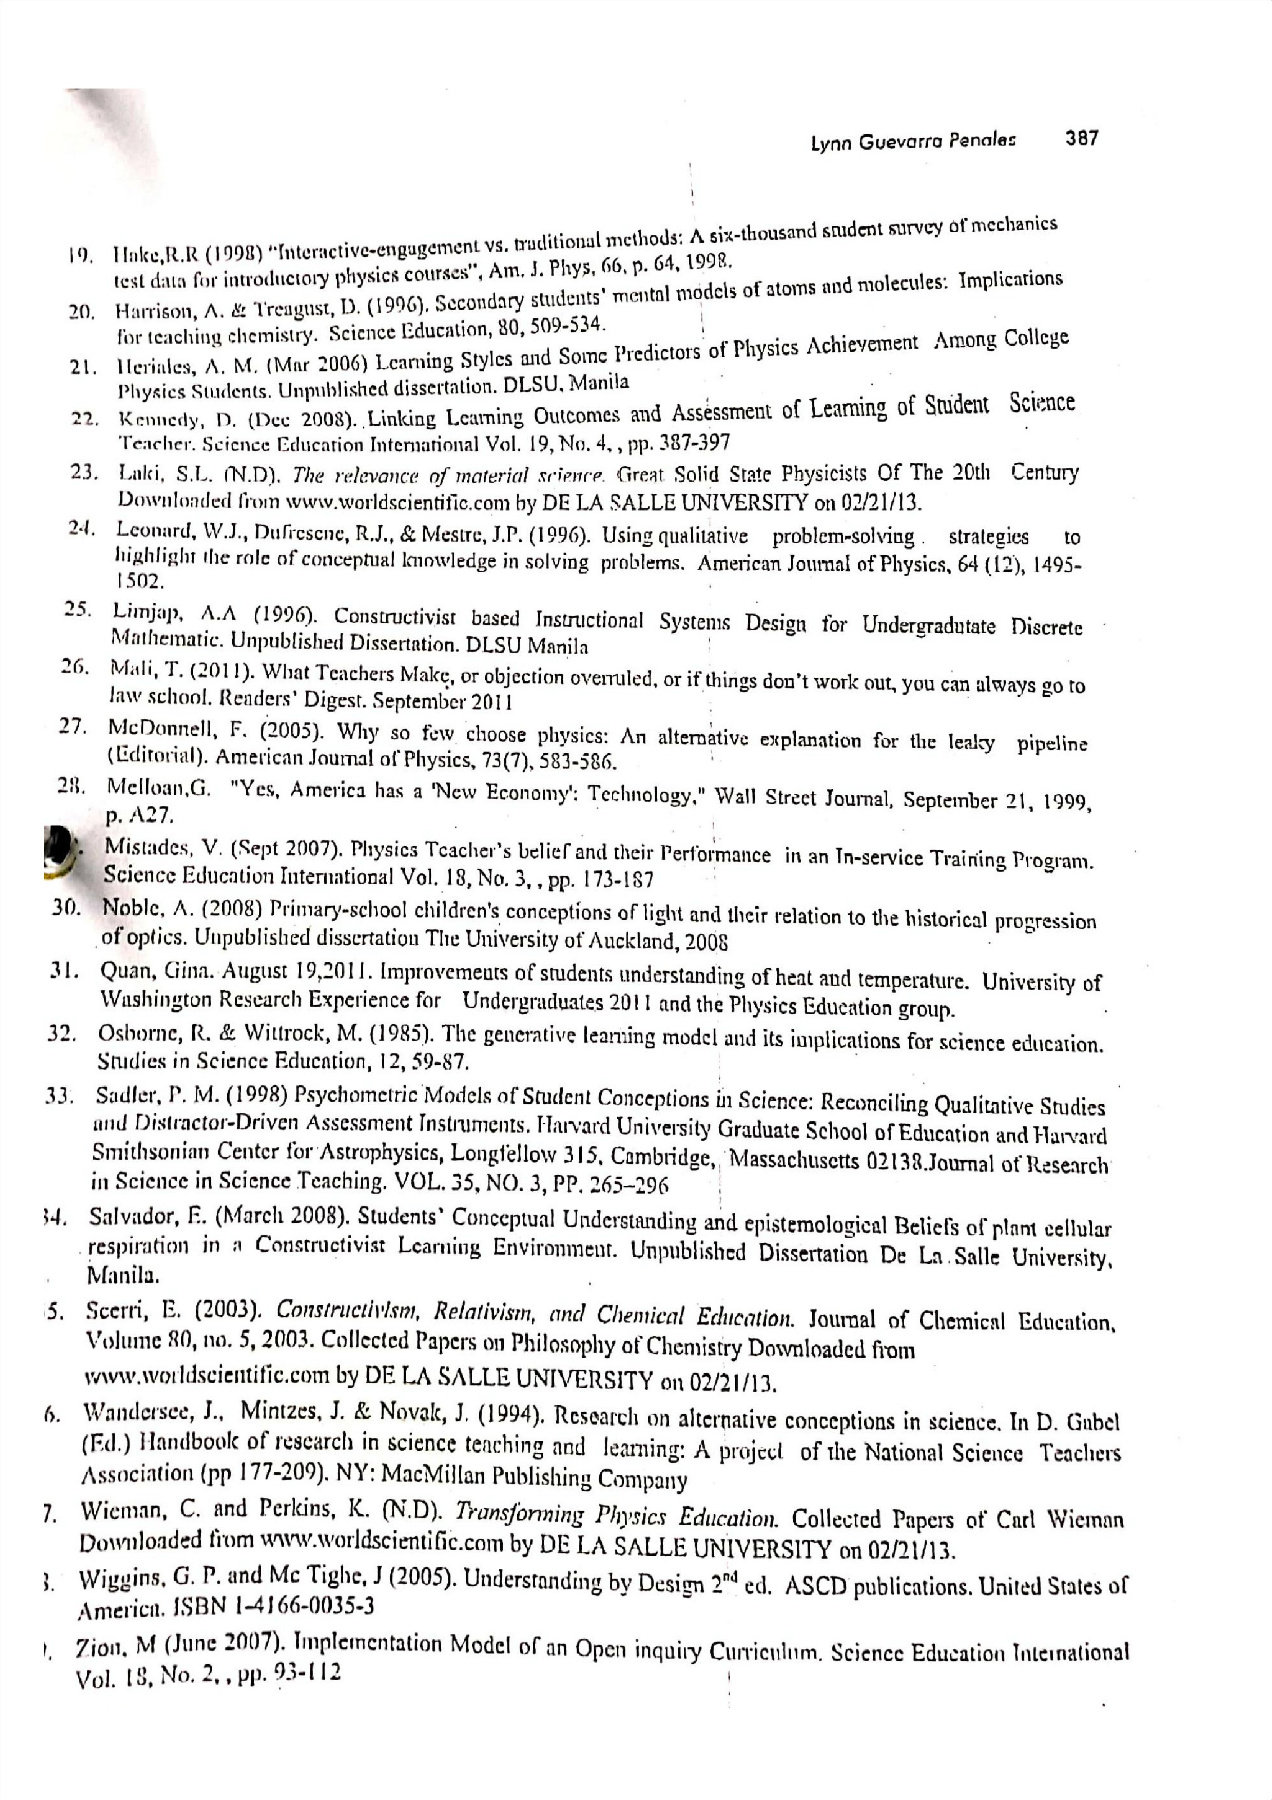 Lynn Guevarra Penales 387
19. Hake,R.R (1998) "Interactive-engagement vs. traditional methods: A six-thousand student survey of mechanics
test data for introductory physics courses", Am. J. Phys, 66, p. 64, 1998.
20. Harrison, A. & Treagust, D. (1996). Secondary students' mental models of atoms and molecules: Implications
for teaching chemistry. Science Education, 80, 509-534.
21. Heriales, A. M. (Mar 2006) Learning Styles and Some Predictors of Physics Achievement Among College
Physics Students. Unpublished dissertation. DLSU, Manila
22. Kennedy, D. (Dec 2008). Linking Learning Outcomes and Assessment of Learning of Student Science
Teacher. Science Education International Vol. 19, No. 4, , pp. 387-397
23. Laki, S.L. (N.D). The relevance of material science. Great Solid State Physicists Of The 20th Century
Downloaded from www.worldscientific.com by DE LA SALLE UNIVERSITY on 02/21/13.
24. Leonard, W.J., Dufrescne, R.J., & Mestre, J.P. (1996). Using qualitative problem-solving strategies to
highlight the role of conceptual knowledge in solving problems. American Journal of Physics, 64 (12), 1495-
1502.
25. Limjap, A.A (1996). Constructivist based Instructional Systems Design for Undergradutate Discrete
Mathematic. Unpublished Dissertation. DLSU Manila
26. Mali, T. (2011). What Teachers Make, or objection overruled, or if things don't work out, you can always go to
law school. Readers' Digest. September 2011
27. McDonnell, F. (2005). Why so few choose physics: An alternative explanation for the leaky pipeline
(Editorial). American Journal of Physics, 73(7), 583-586.
28. Melloan,G. "Yes, America has a 'New Economy': Technology," Wall Street Journal, September 21, 1999,
p. A27.
Mistades, V. (Sept 2007). Physics Teacher's belief and their Performance in an In-service Training Program.
Science Education International Vol. 18, No. 3, , pp. 173-187
30. Noble, A. (2008) Primary-school children's conceptions of light and their relation to the historical progression
of optics. Unpublished dissertation The University of Auckland, 2008
31. Quan, Gina. August 19,2011. Improvements of students understanding of heat and temperature. University of
Washington Research Experience for Undergraduates 2011 and the Physics Education group.
32. Osborne, R. & Wittrock, M. (1985). The generative learning model and its implications for science education.
Studies in Science Education, 12, 59-87.
33. Sadler, P. M. (1998) Psychometric Models of Student Conceptions in Science: Reconciling Qualitative Studies
and Distractor-Driven Assessment Instruments. Harvard University Graduate School of Education and Harvard
Smithsonian Center for Astrophysics, Longfellow 315, Cambridge, Massachusetts 02138.Journal of Research
in Science in Science Teaching. VOL. 35, NO. 3, PP. 265–296
34. Salvador, E. (March 2008). Students' Conceptual Understanding and epistemological Beliefs of plant cellular
respiration in a Constructivist Learning Environment. Unpublished Dissertation De La Salle University,
Manila.
5. Scerri, E. (2003). Constructivism, Relativism, and Chemical Education. Journal of Chemical Education,
Volume 80, no. 5, 2003. Collected Papers on Philosophy of Chemistry Downloaded from
www.worldscientific.com by DE LA SALLE UNIVERSITY on 02/21/13.
6. Wandersee, J., Mintzes, J. & Novak, J. (1994). Research on alternative conceptions in science. In D. Gabel
(Ed.) Handbook of research in science teaching and learning: A project of the National Science Teachers
Association (pp 177-209). NY: MacMillan Publishing Company
7. Wieman, C. and Perkins, K. (N.D). Transforming Physics Education. Collected Papers of Carl Wieman
Downloaded from www.worldscientific.com by DE LA SALLE UNIVERSITY on 02/21/13.
Wiggins, G. P. and Mc Tighe, J (2005). Understanding by Design 2nd ed. ASCD publications. United States of
America. ISBN 1-4166-0035-3
Zion, M (June 2007). Implementation Model of an Open inquiry Curriculum. Science Education International
Vol. 18, No. 2, , pp. 93-112